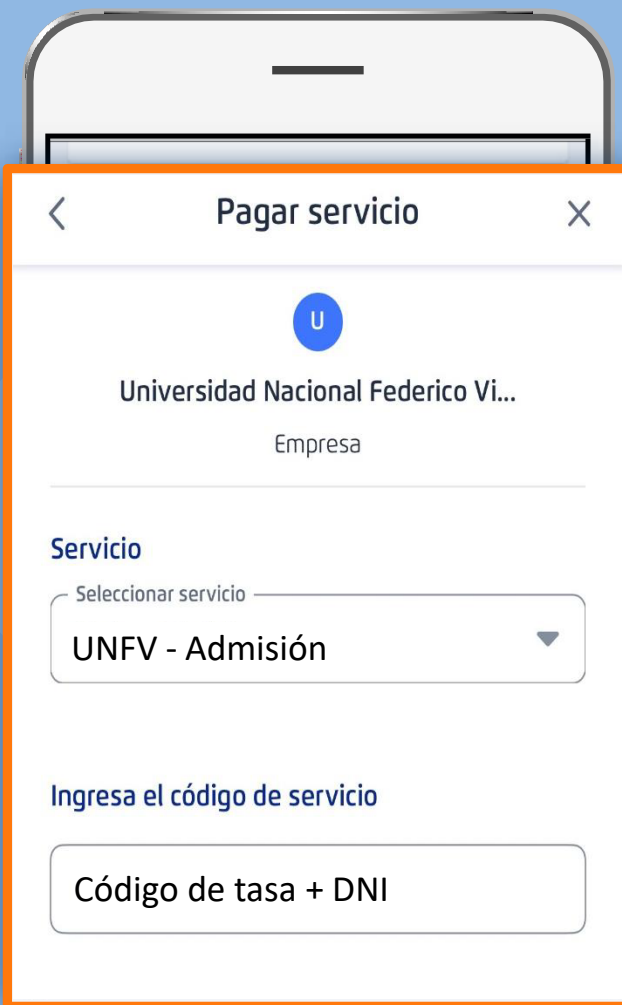 Pagar servicio
U
Universidad Nacional Federico Vi...
Empresa
Servicio
Seleccionar servicio
UNFV - Admisión
Ingresa el código de servicio
Código de tasa + DNI